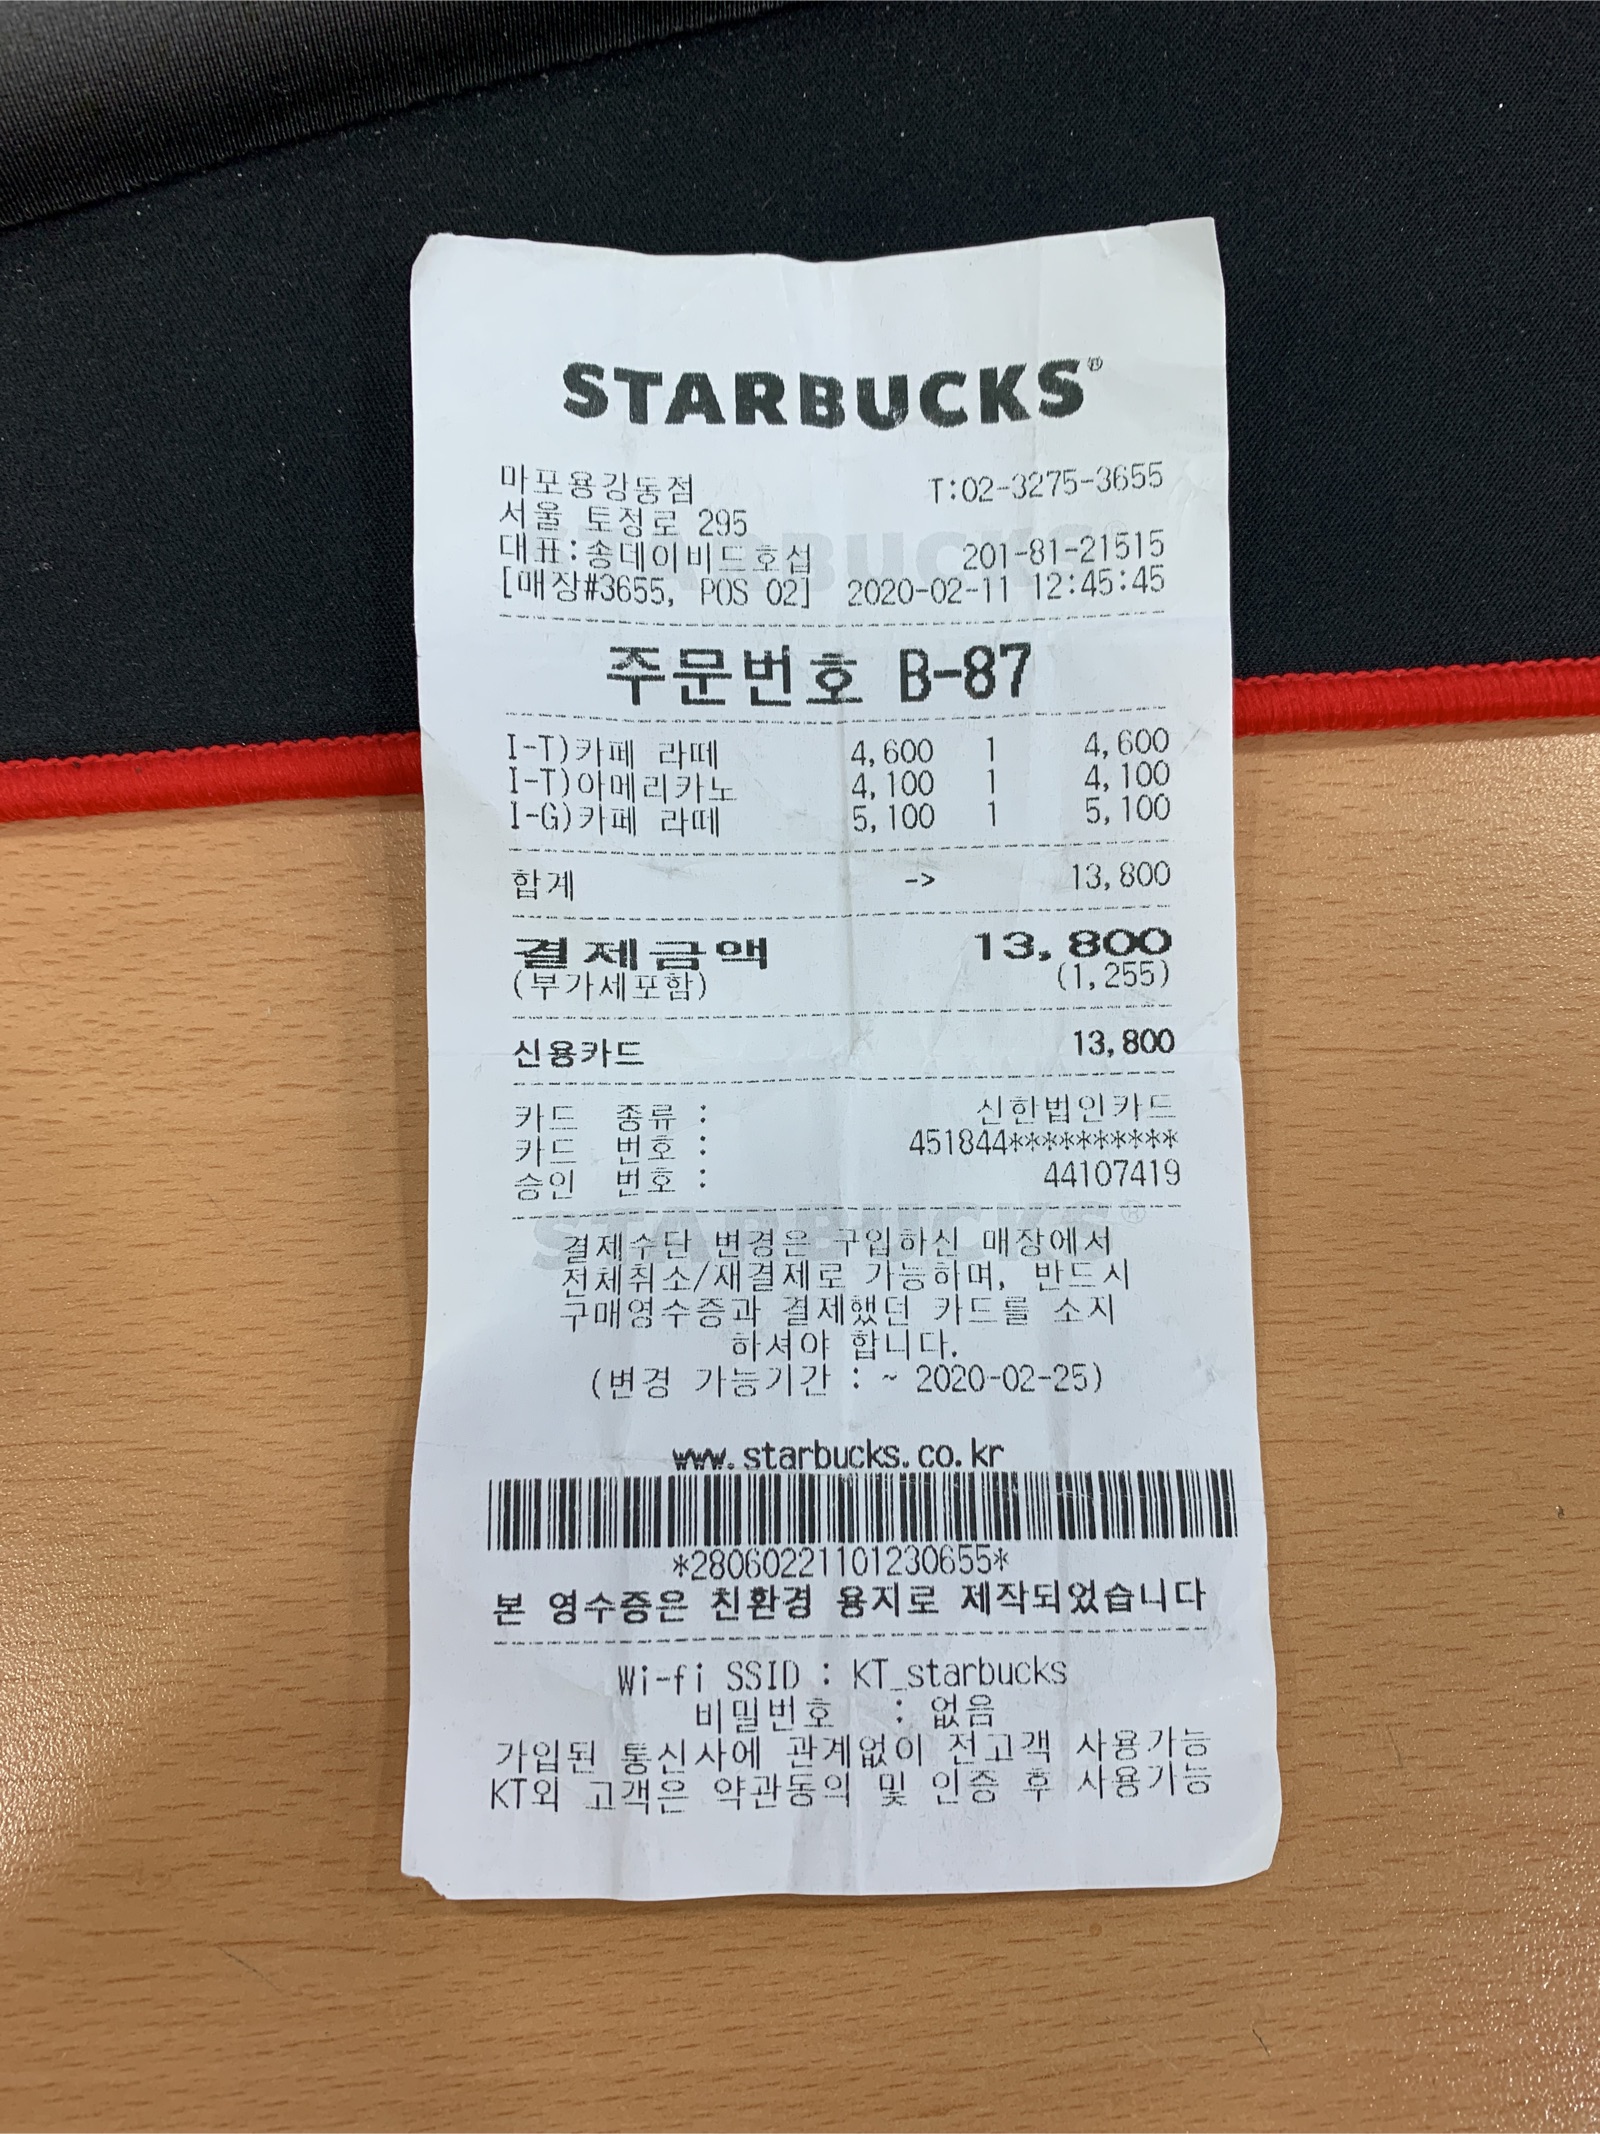 STARBUCKS®
마포용강동점 T:02-3275-3655
서울 토정로 295
대표:송데이비드호섭 201-81-21515
[매장#3655, POS 02] 2020-02-11 12:45:45
주문번호 B-87
I-T)카페 라떼 4,600 1 4,600
I-T)아메리카노 4,100 1 4,100
I-G)카페 라떼 5,100 1 5,100
합계 -> 13,800
결제금액 13,800
(부가세포함) (1,255)
신용카드 13,800
카드 종류 : 신한법인카드
카드 번호 : 451844**********
승인 번호 : 44107419
결제수단 변경은 구입하신 매장에서
전체취소/재결제로 가능하며, 반드시
구매영수증과 결제했던 카드를 소지
하셔야 합니다.
(변경 가능기간 : ~ 2020-02-25)
www.starbucks.co.kr
*28060221101230655*
본 영수증은 친환경 용지로 제작되었습니다
Wi-fi SSID : KT_starbucks
비밀번호 : 없음
가입된 통신사에 관계없이 전고객 사용가능
KT외 고객은 약관동의 및 인증 후 사용가능